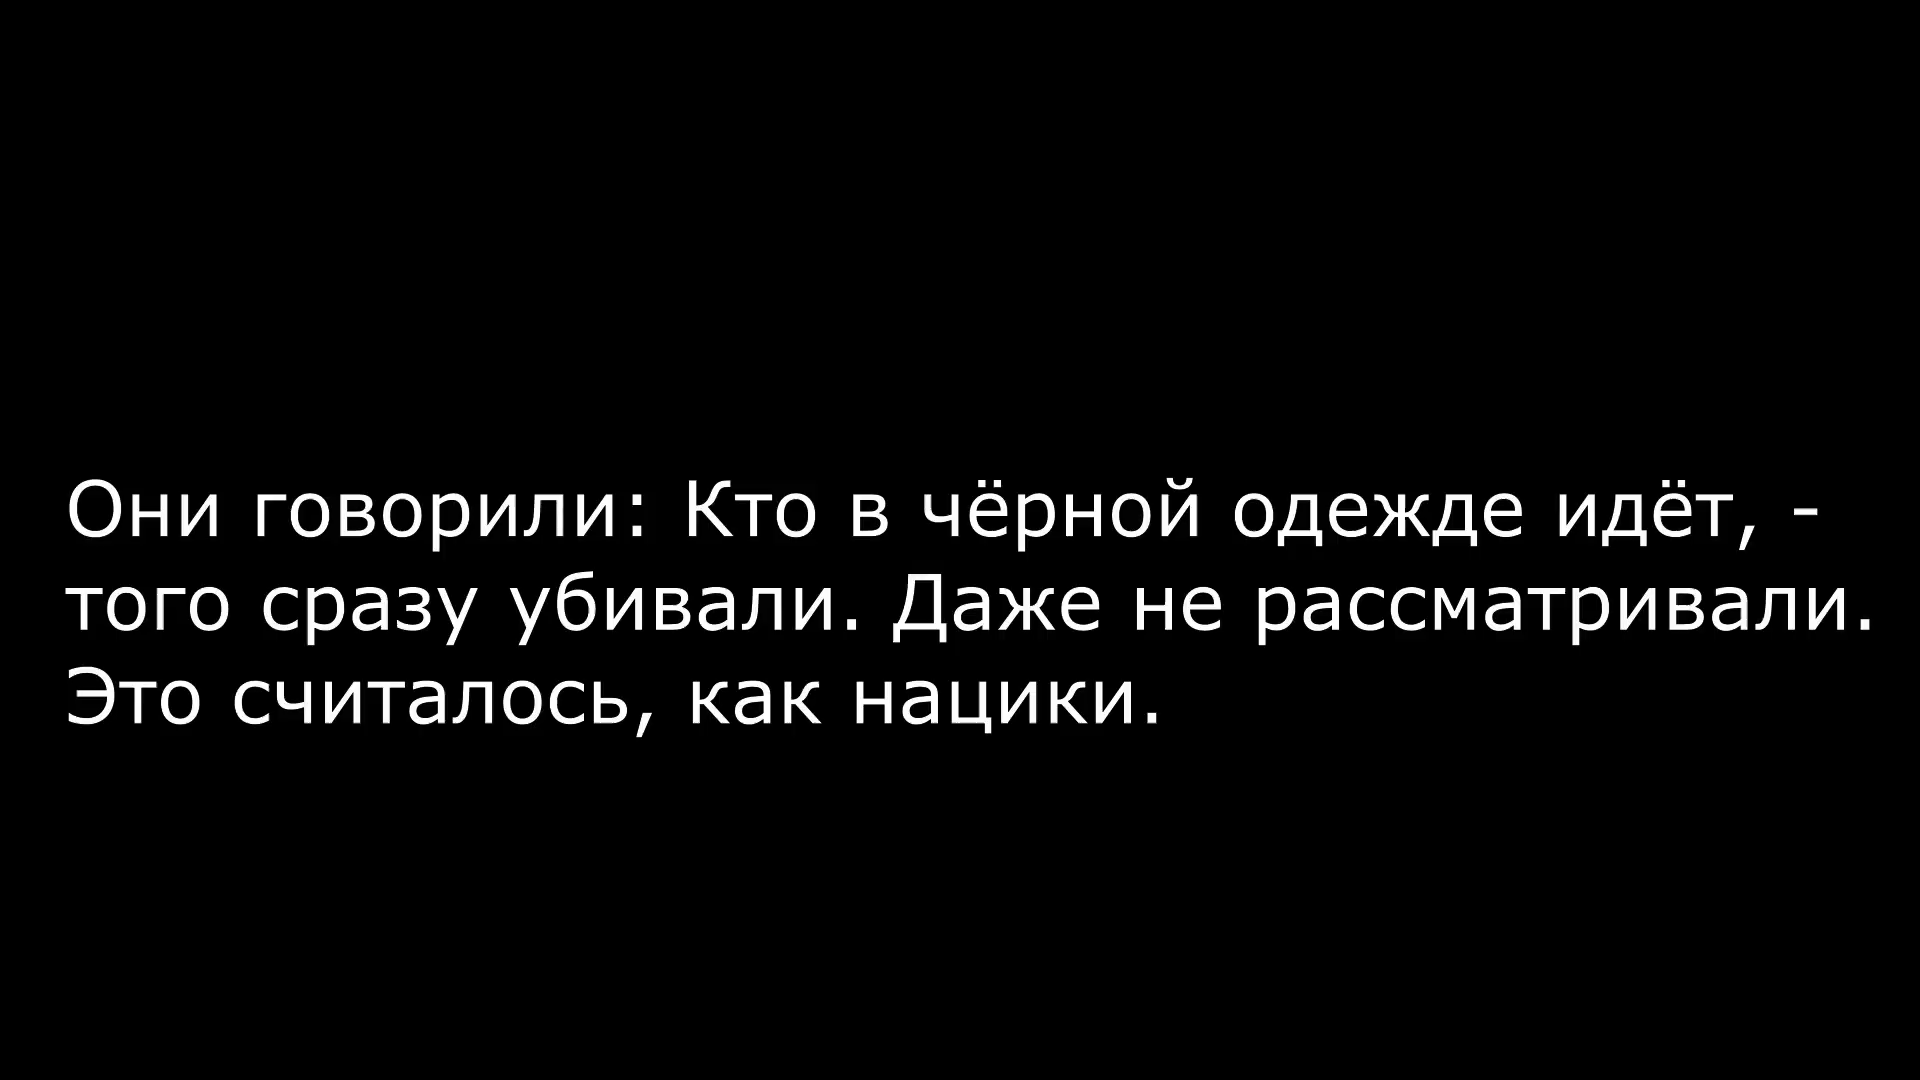 Они говорили: Кто в чёрной одежде идёт, -
того сразу убивали. Даже не рассматривали.
Это считалось, как нацики.